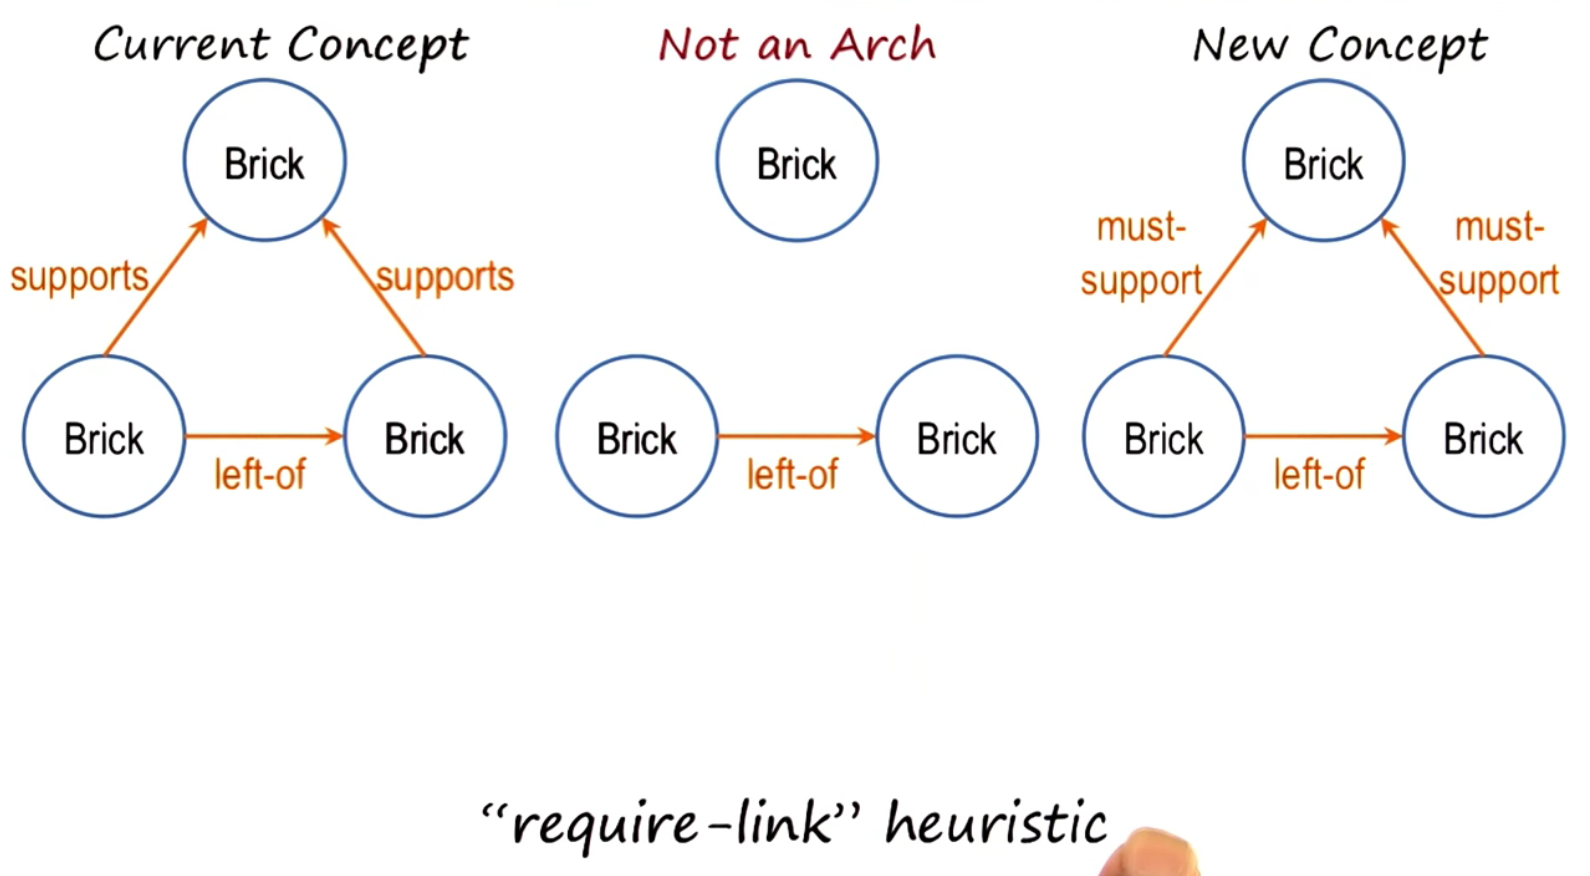 Current Concept
Not an Arch
New Concept
Brick
Brick
Brick
supports
supports
must-
support
must-
support
Brick
left-of
Brick
Brick
left-of
Brick
Brick
left-of
Brick
“require-link” heuristic